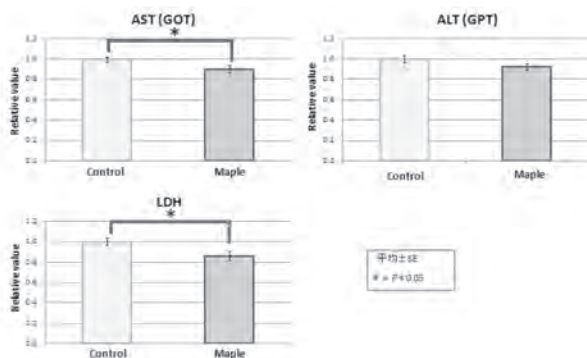 AST (GOT)
*
1.2
1.0
0.8
0.6
0.4
0.2
0.0
Relative value
Control
Maple
ALT (GPT)
1.2
1.0
0.8
0.6
0.4
0.2
0.0
Relative value
Control
Maple
LDH
*
1.2
1.0
0.8
0.6
0.4
0.2
0.0
Relative value
Control
Maple
平均±SE
* = P<0.05